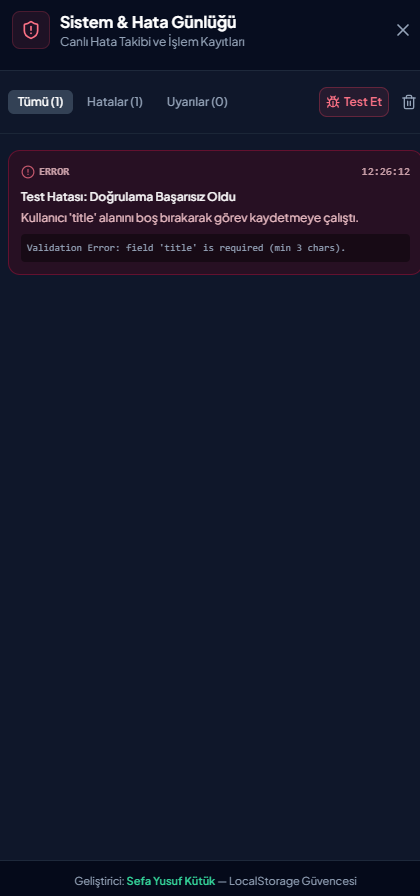 Sistem & Hata Günlüğü
Canlı Hata Takibi ve İşlem Kayıtları
Tümü (1) Hatalar (1) Uyarılar (0) Test Et
ERROR 12:26:12
Test Hatası: Doğrulama Başarısız Oldu
Kullanıcı 'title' alanını boş bırakarak görev kaydetmeye çalıştı.
Validation Error: field 'title' is required (min 3 chars).
Geliştirici: Sefa Yusuf Kütük — LocalStorage Güvencesi